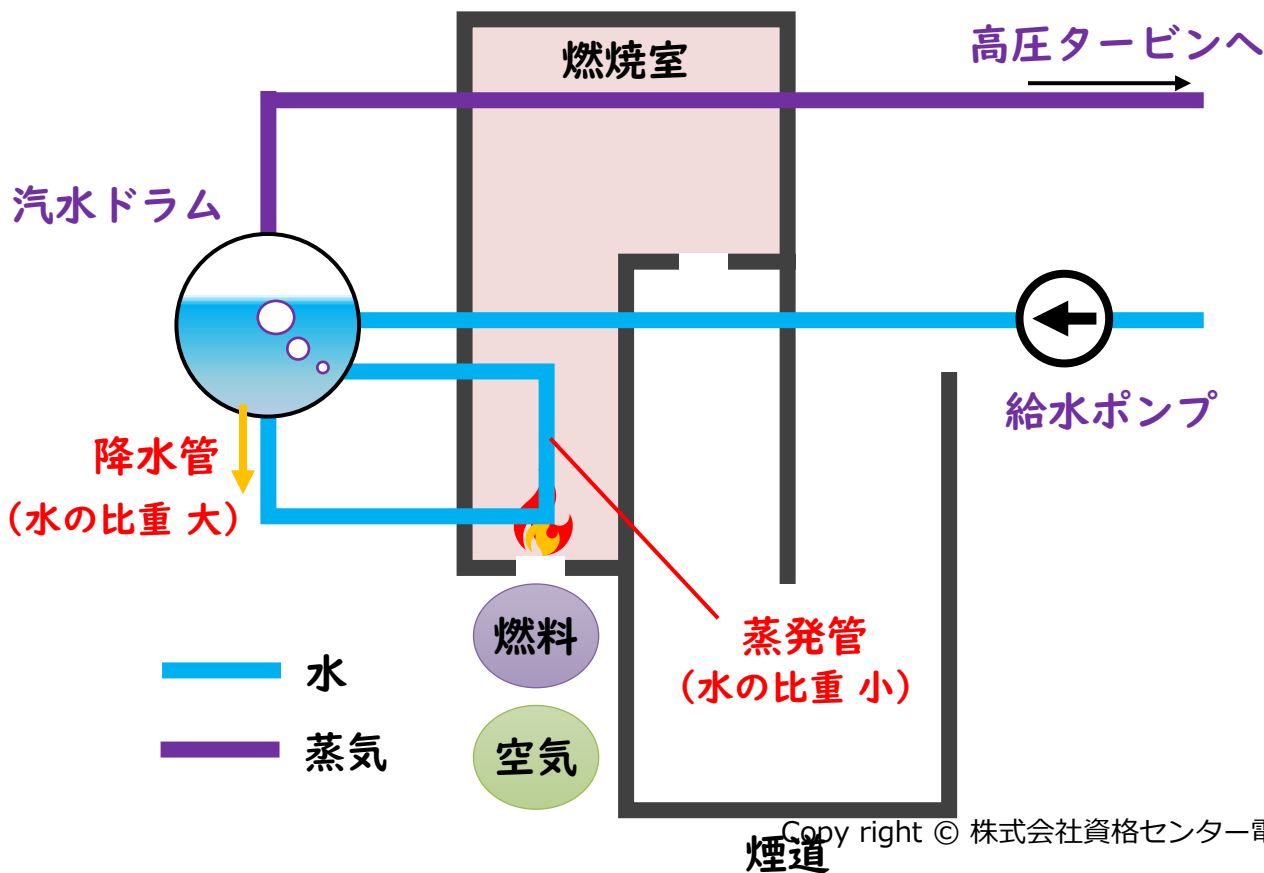 燃焼室
高圧タービンへ
汽水ドラム
給水ポンプ
降水管
(水の比重 大)
燃料
蒸発管
(水の比重 小)
水
空気
蒸気
Copy right © 株式会社資格センター電
煙道